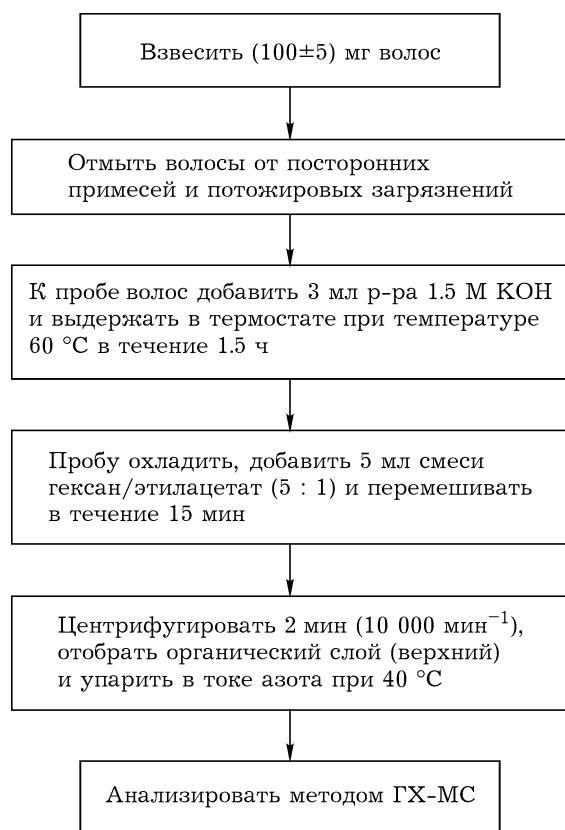 Взвесить (100±5) мг волос
Отмыть волосы от посторонних
примесей и потожировых загрязнений
К пробе волос добавить 3 мл р-ра 1.5 М КОН
и выдержать в термостате при температуре
60 °С в течение 1.5 ч
Пробу охладить, добавить 5 мл смеси
гексан/этилацетат (5 : 1) и перемешивать
в течение 15 мин
Центрифугировать 2 мин (10 000 мин⁻¹),
отобрать органический слой (верхний)
и упарить в токе азота при 40 °С
Анализировать методом ГХ-МС